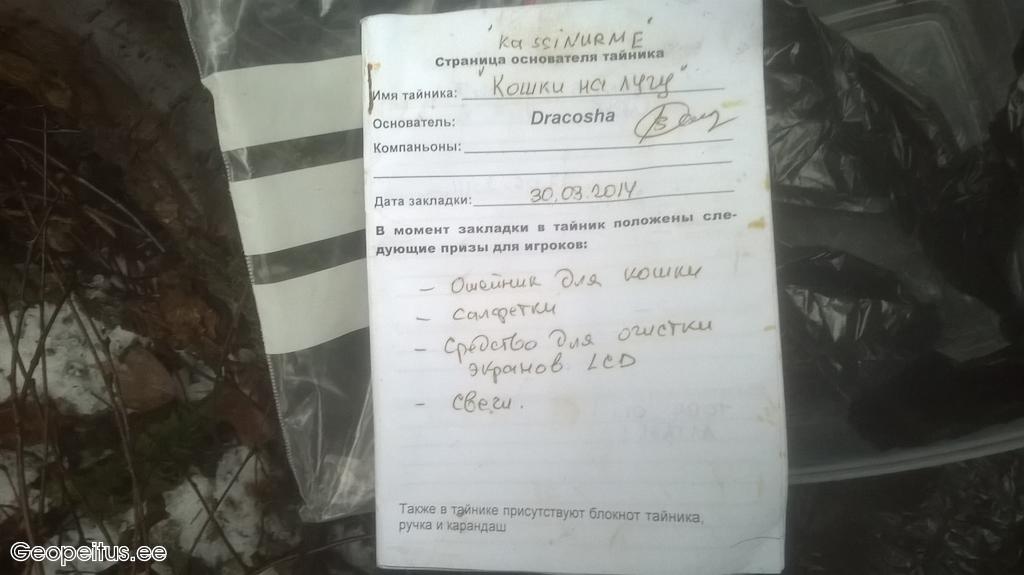 "KassiNURME"
Страница основателя тайника
Имя тайника: "Кошки на лугу"
Основатель: Dracosha
Компаньоны:
Дата закладки: 30.03.2014
В момент закладки в тайник положены сле-
дующие призы для игроков:
- Ошейник для кошки
- Салфетки
- Средство для очистки
экранов LCD
- Свечи.
Также в тайнике присутствуют блокнот тайника,
ручка и карандаш
Geopeitus.ee